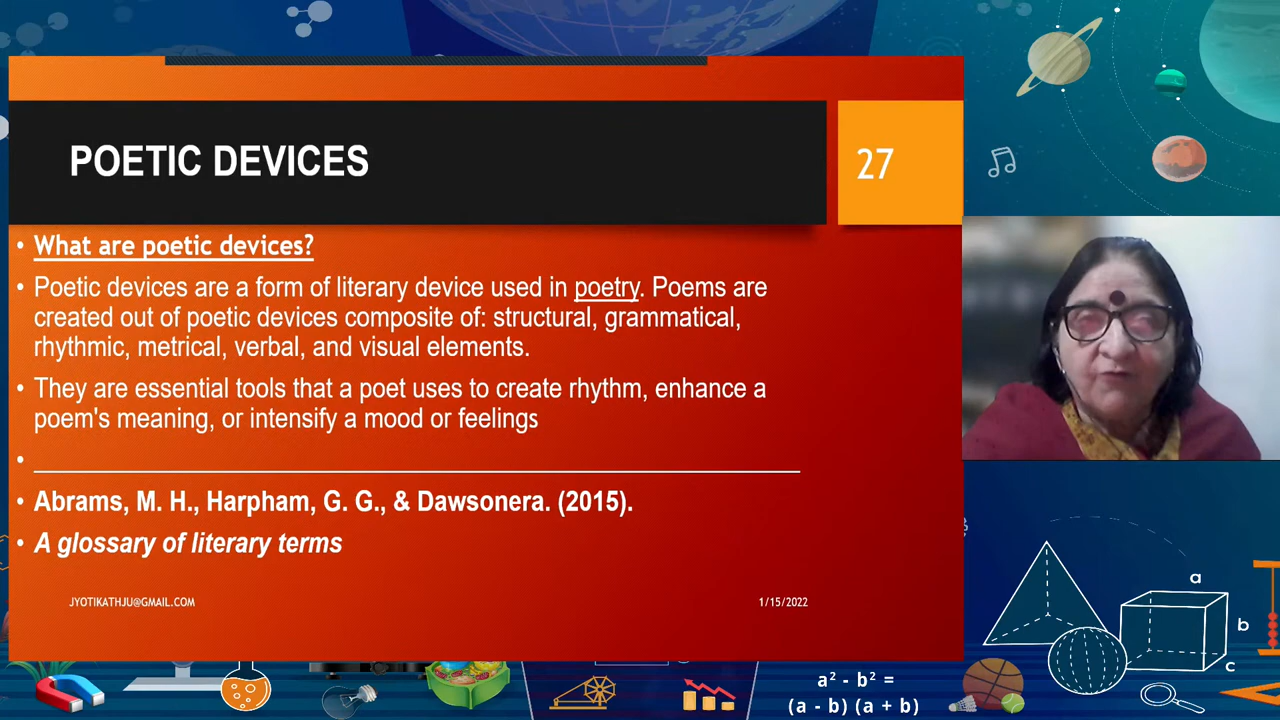 POETIC DEVICES
27
• What are poetic devices?
• Poetic devices are a form of literary device used in poetry. Poems are
created out of poetic devices composite of: structural, grammatical,
rhythmic, metrical, verbal, and visual elements.
• They are essential tools that a poet uses to create rhythm, enhance a
poem's meaning, or intensify a mood or feelings
• Abrams, M. H., Harpham, G. G., & Dawsonera. (2015).
• A glossary of literary terms
JYOTIKATHJU@GMAIL.COM
1/15/2022
a
b
c
a² - b² =
(a - b) (a + b)